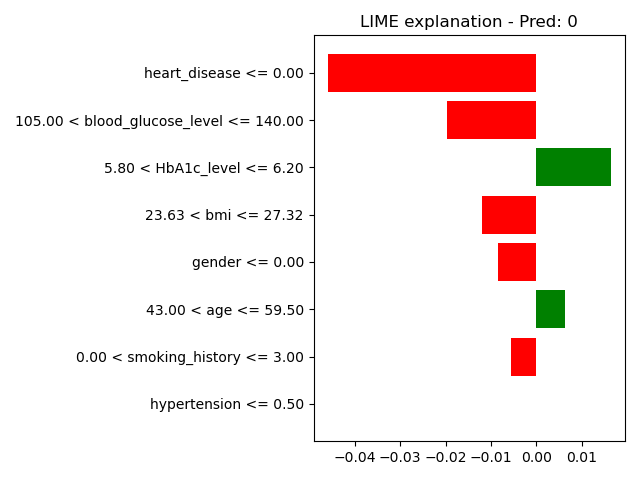 LIME explanation - Pred: 0
heart_disease <= 0.00
105.00 < blood_glucose_level <= 140.00
5.80 < HbA1c_level <= 6.20
23.63 < bmi <= 27.32
gender <= 0.00
43.00 < age <= 59.50
0.00 < smoking_history <= 3.00
hypertension <= 0.50
−0.04 −0.03 −0.02 −0.01 0.00 0.01